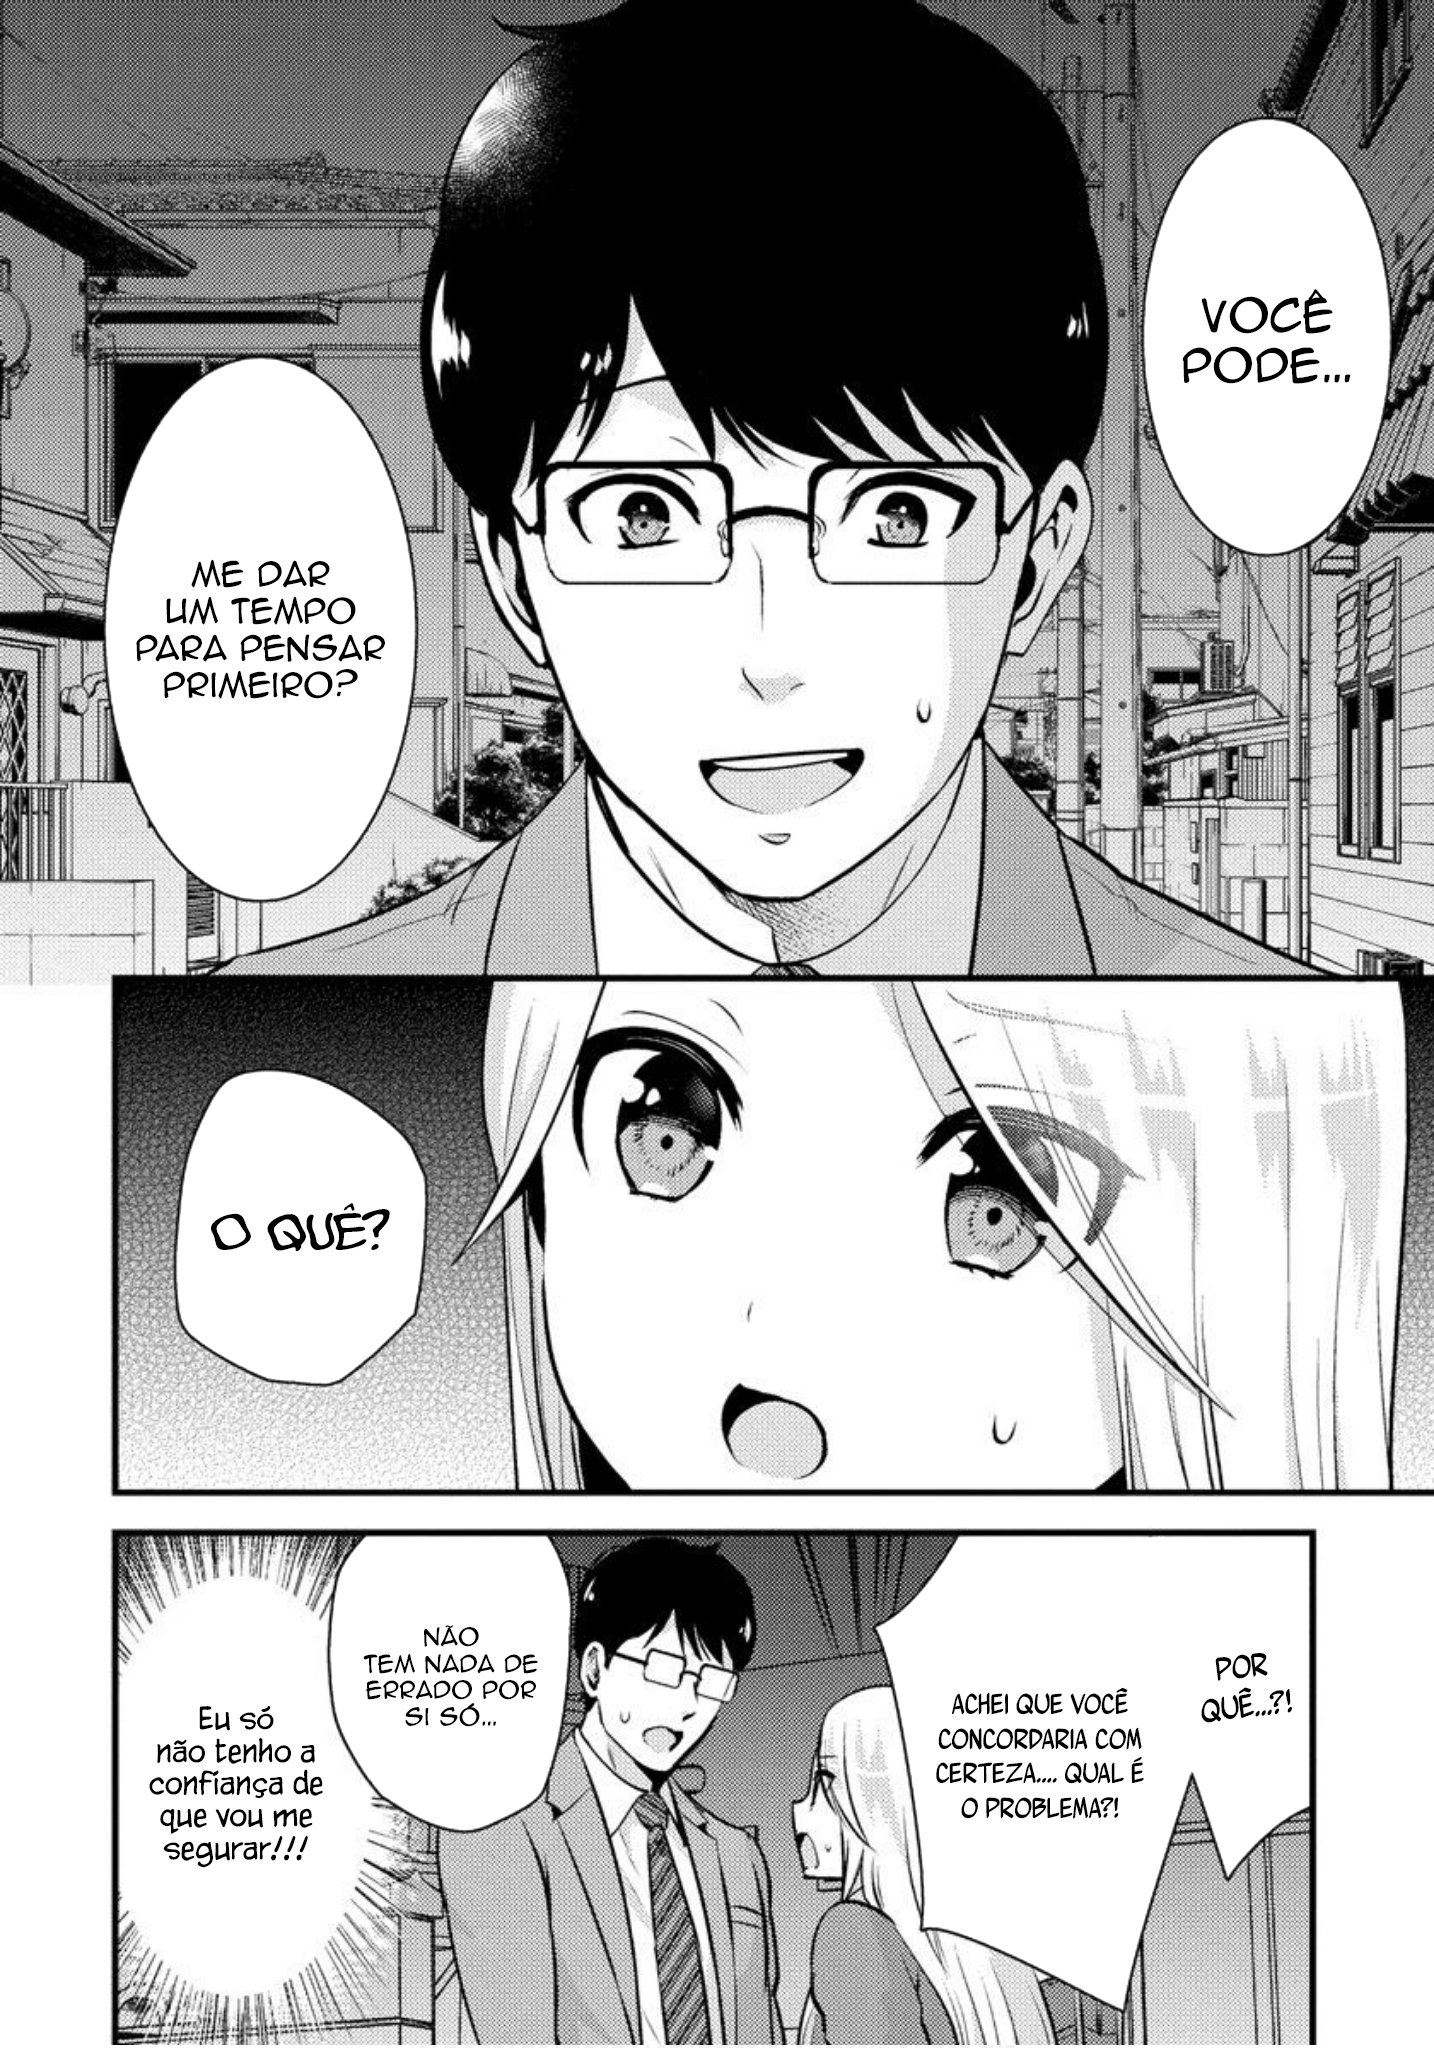 VOCÊ
PODE...
ME DAR
UM TEMPO
PARA PENSAR
PRIMEIRO?
O QUÊ?
POR
QUÊ...?!
ACHEI QUE VOCÊ
CONCORDARIA COM
CERTEZA.... QUAL É
O PROBLEMA?!
NÃO
TEM NADA DE
ERRADO POR
SI SÓ...
Eu só
não tenho a
confiança de
que vou me
segurar!!!